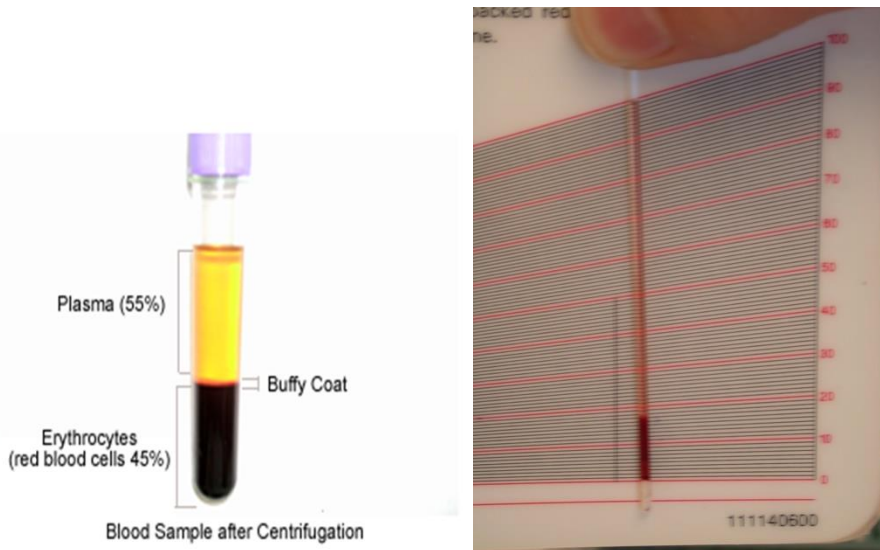 Plasma (55%)
Buffy Coat
Erythrocytes
(red blood cells 45%)
Blood Sample after Centrifugation
packed red
me.
100
90
80
70
60
50
40
30
20
10
0
111140600